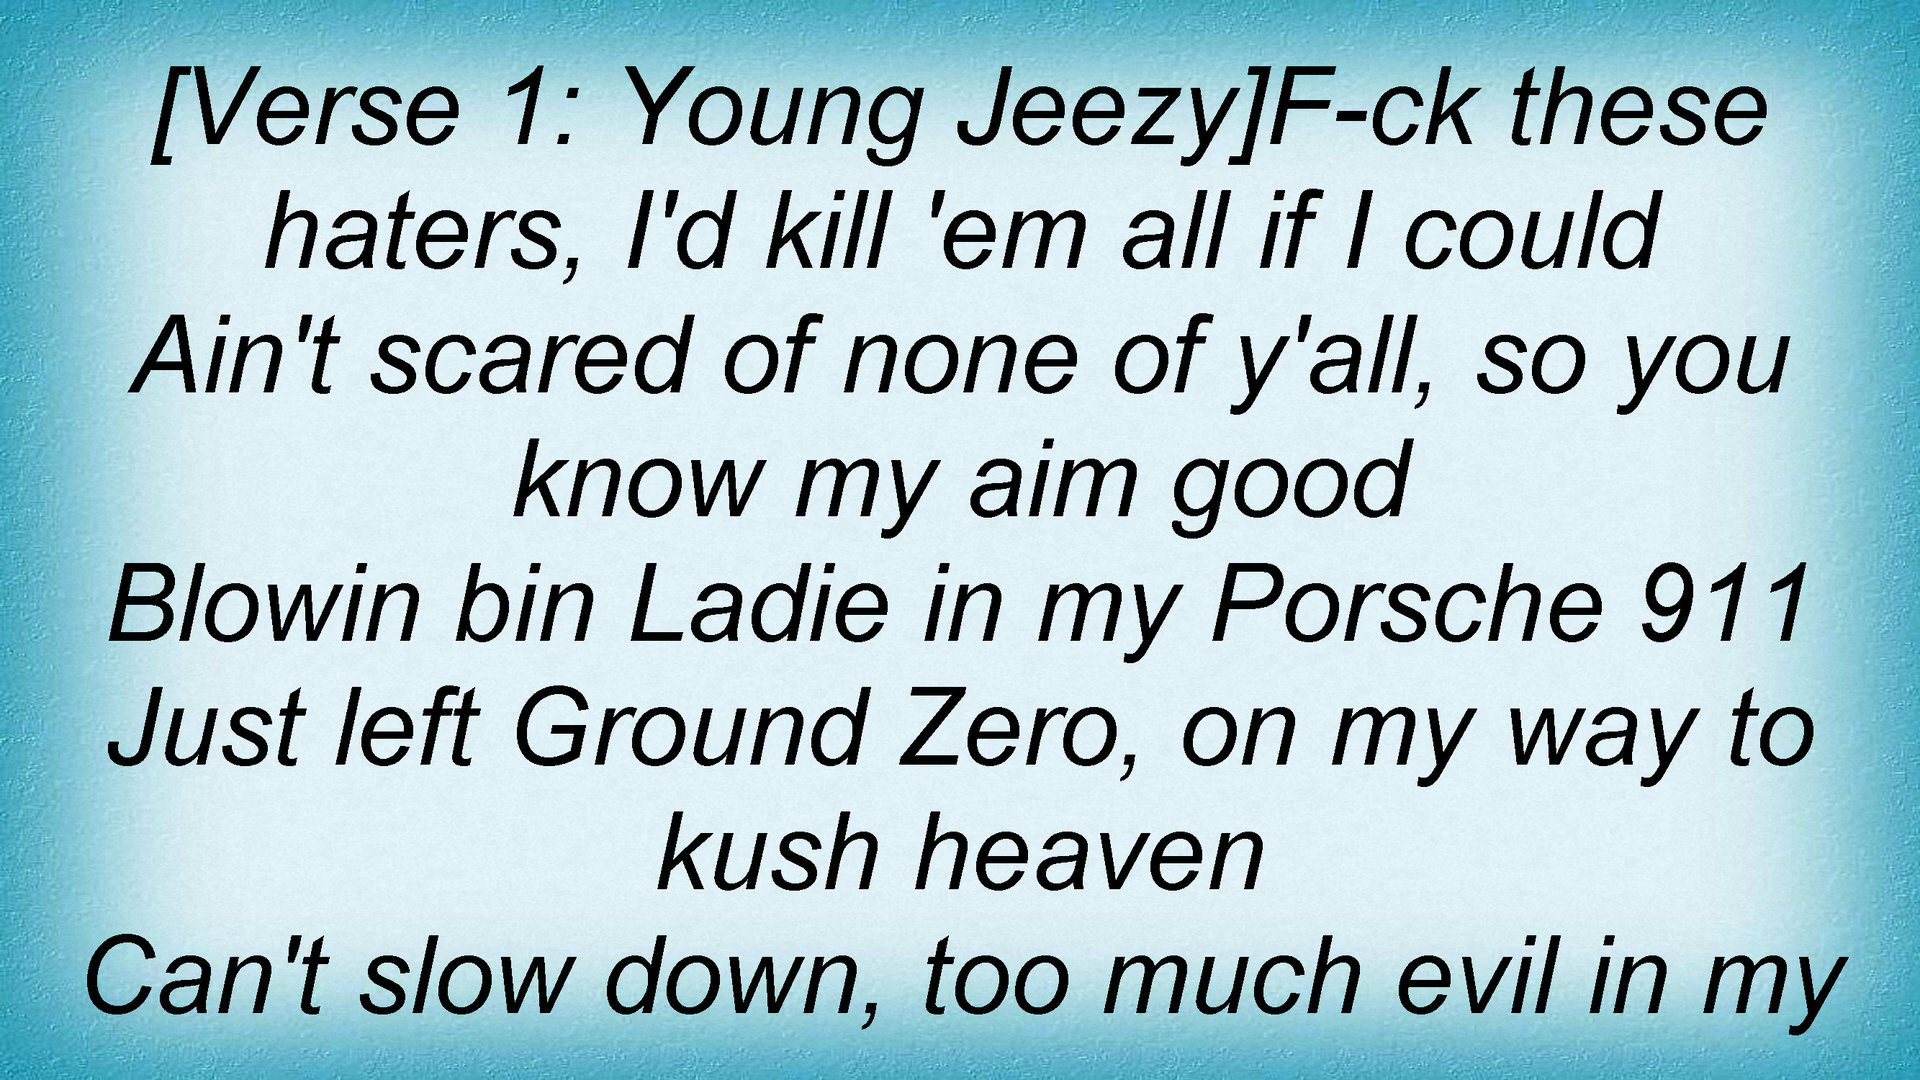 [Verse 1: Young Jeezy]F-ck these
haters, I'd kill 'em all if I could
Ain't scared of none of y'all, so you
know my aim good
Blowin bin Ladie in my Porsche 911
Just left Ground Zero, on my way to
kush heaven
Can't slow down, too much evil in my